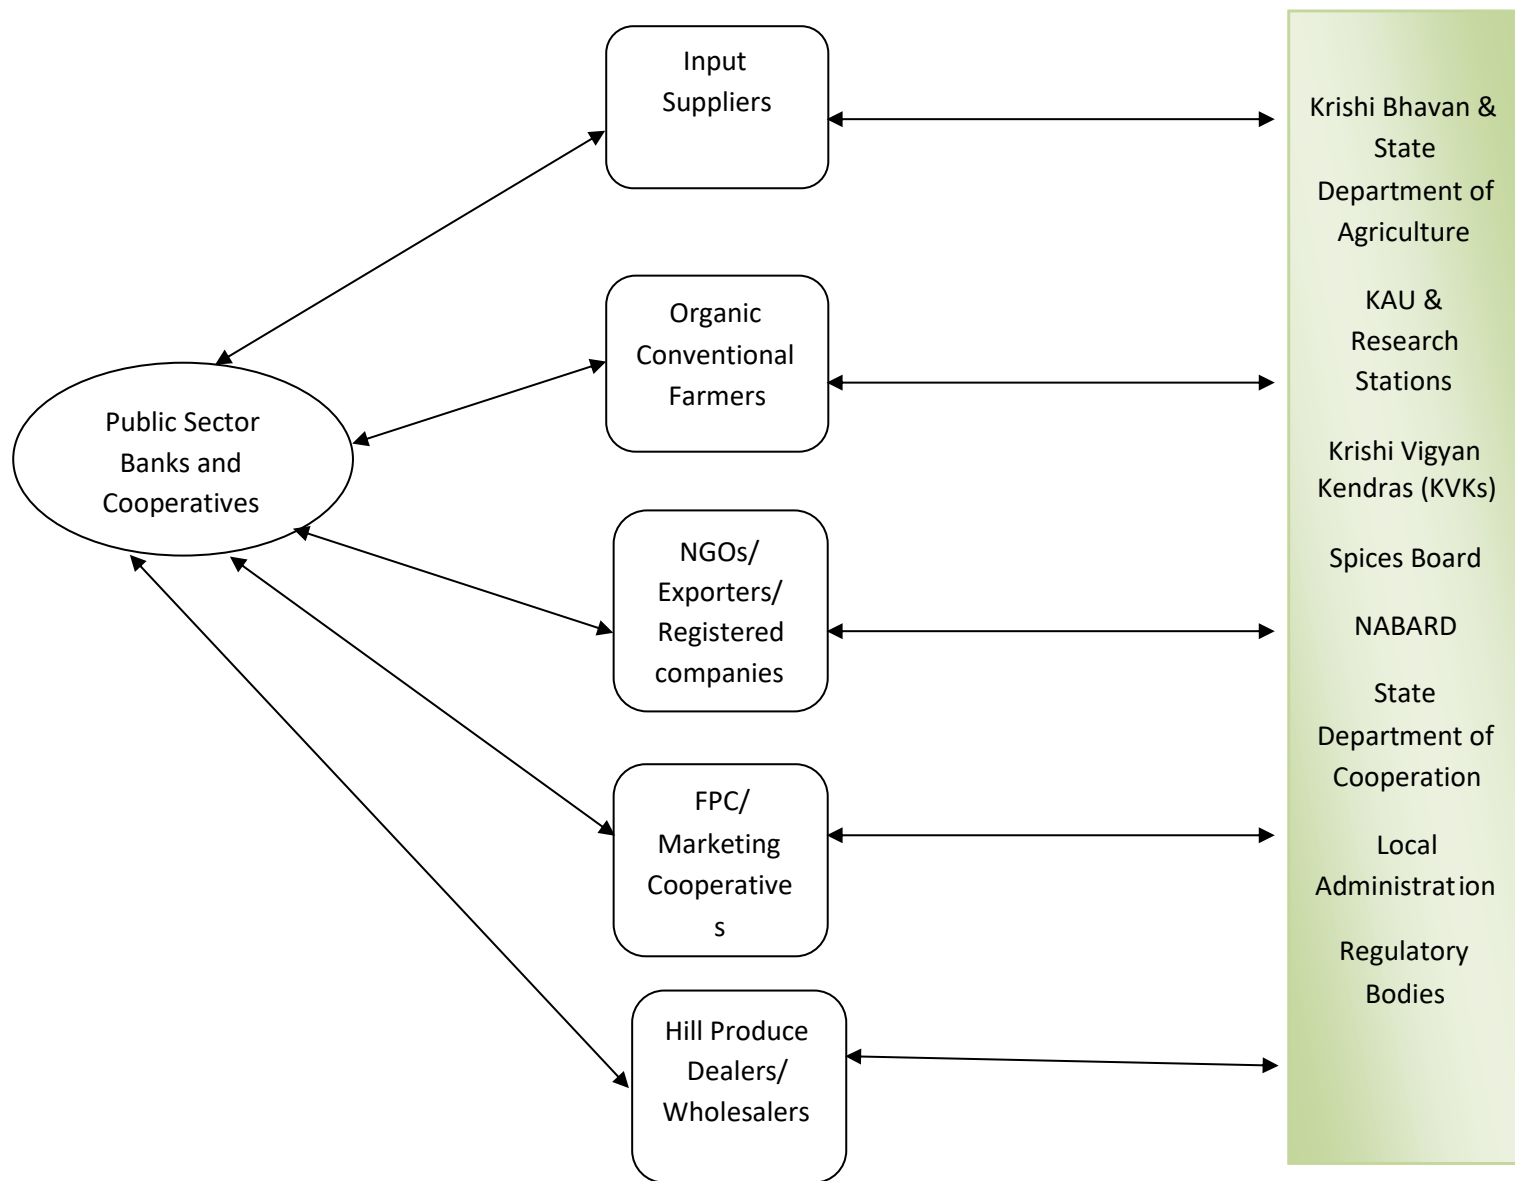 Public Sector
Banks and
Cooperatives
Input
Suppliers
Organic
Conventional
Farmers
NGOs/
Exporters/
Registered
companies
FPC/
Marketing
Cooperative
s
Hill Produce
Dealers/
Wholesalers
Krishi Bhavan &
State
Department of
Agriculture
KAU &
Research
Stations
Krishi Vigyan
Kendras (KVKs)
Spices Board
NABARD
State
Department of
Cooperation
Local
Administration
Regulatory
Bodies